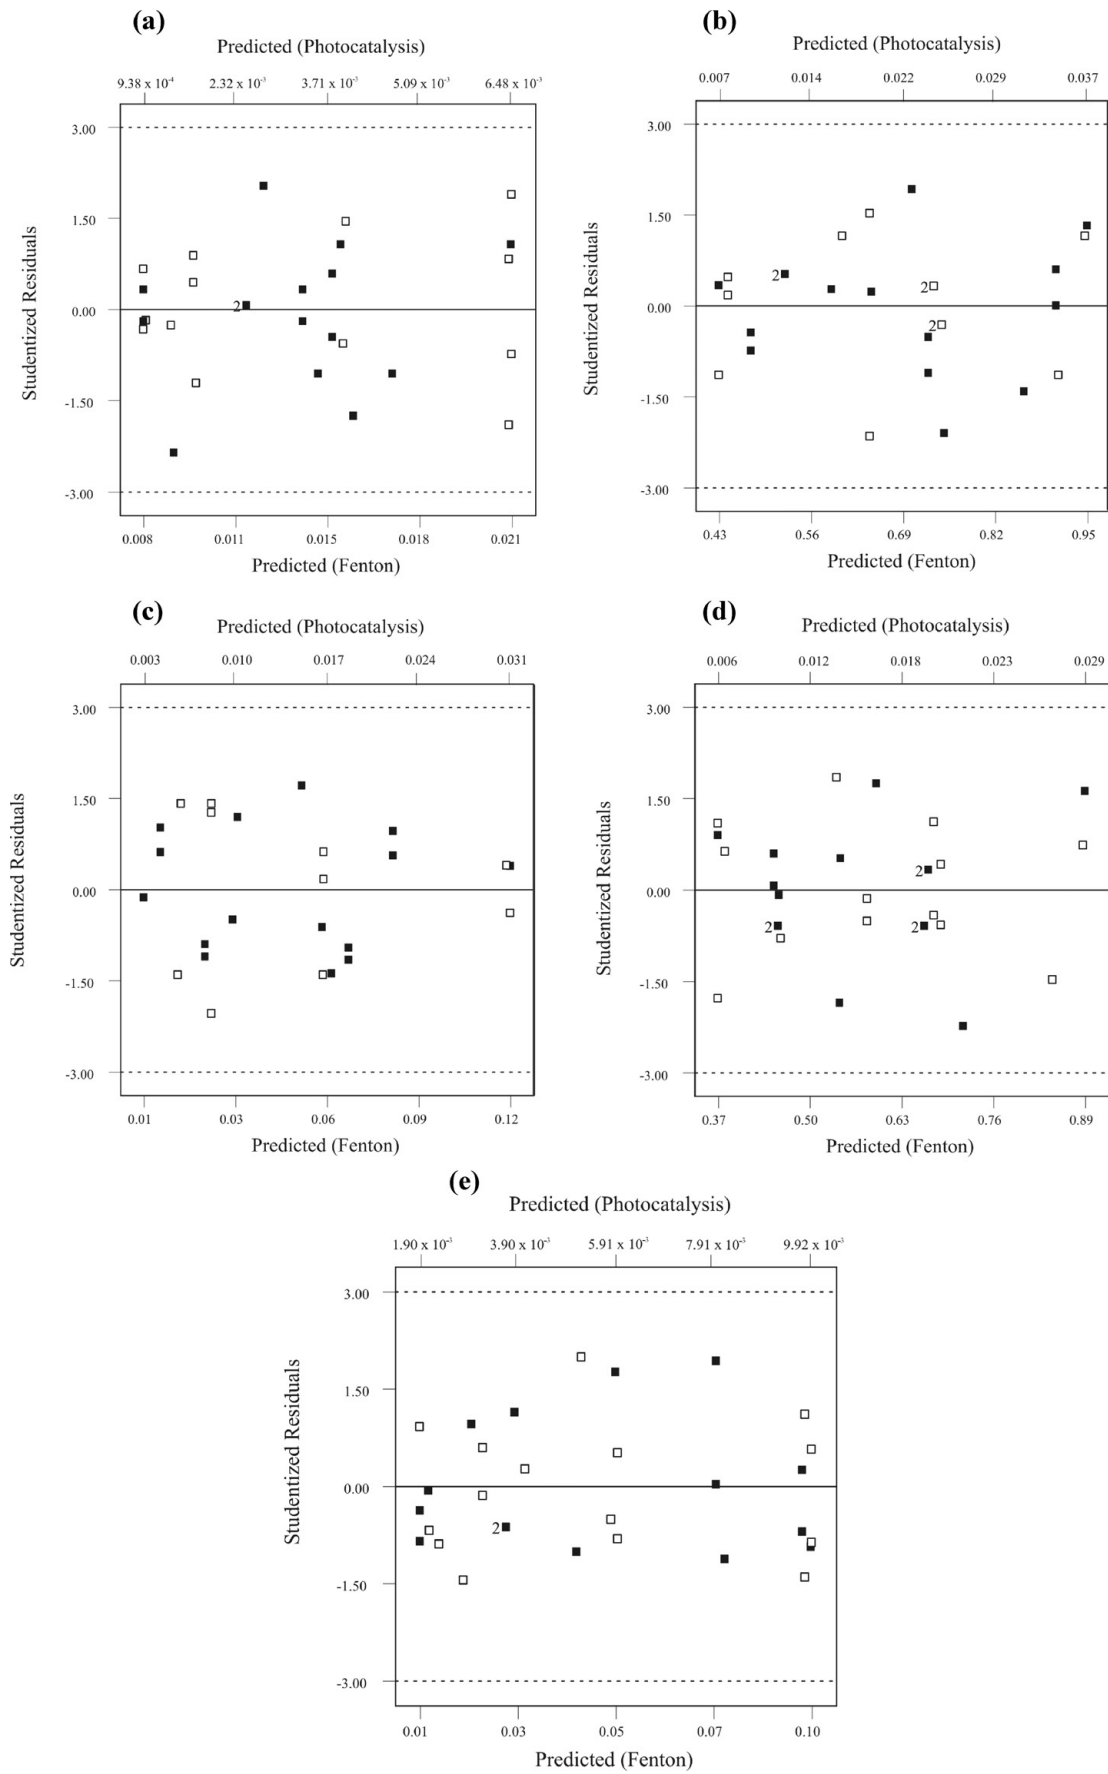 (a)
Predicted (Photocatalysis)
9.38 x 10⁻⁴ 2.32 x 10⁻³ 3.71 x 10⁻³ 5.09 x 10⁻³ 6.48 x 10⁻³
3.00
1.50
0.00
-1.50
-3.00
Studentized Residuals
2
0.008 0.011 0.015 0.018 0.021
Predicted (Fenton)
(b)
Predicted (Photocatalysis)
0.007 0.014 0.022 0.029 0.037
3.00
1.50
0.00
-1.50
-3.00
Studentized Residuals
2
2
2
0.43 0.56 0.69 0.82 0.95
Predicted (Fenton)
(c)
Predicted (Photocatalysis)
0.003 0.010 0.017 0.024 0.031
3.00
1.50
0.00
-1.50
-3.00
Studentized Residuals
0.01 0.03 0.06 0.09 0.12
Predicted (Fenton)
(d)
Predicted (Photocatalysis)
0.006 0.012 0.018 0.023 0.029
3.00
1.50
0.00
-1.50
-3.00
Studentized Residuals
2
2
2
0.37 0.50 0.63 0.76 0.89
Predicted (Fenton)
(e)
Predicted (Photocatalysis)
1.90 x 10⁻³ 3.90 x 10⁻³ 5.91 x 10⁻³ 7.91 x 10⁻³ 9.92 x 10⁻³
3.00
1.50
0.00
-1.50
-3.00
Studentized Residuals
2
0.01 0.03 0.05 0.07 0.10
Predicted (Fenton)